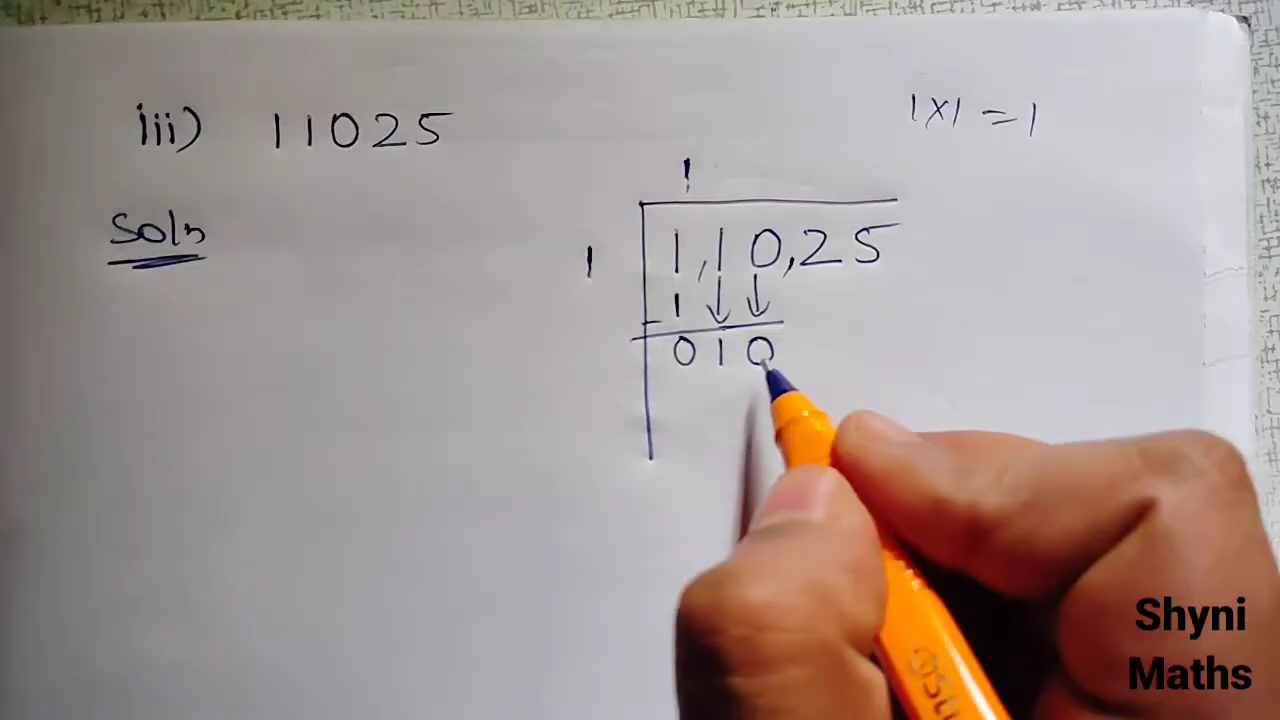 iii) 11025
1X1 = 1
Soln
1
1 1,10,25
- 1
010
Shyni
Maths